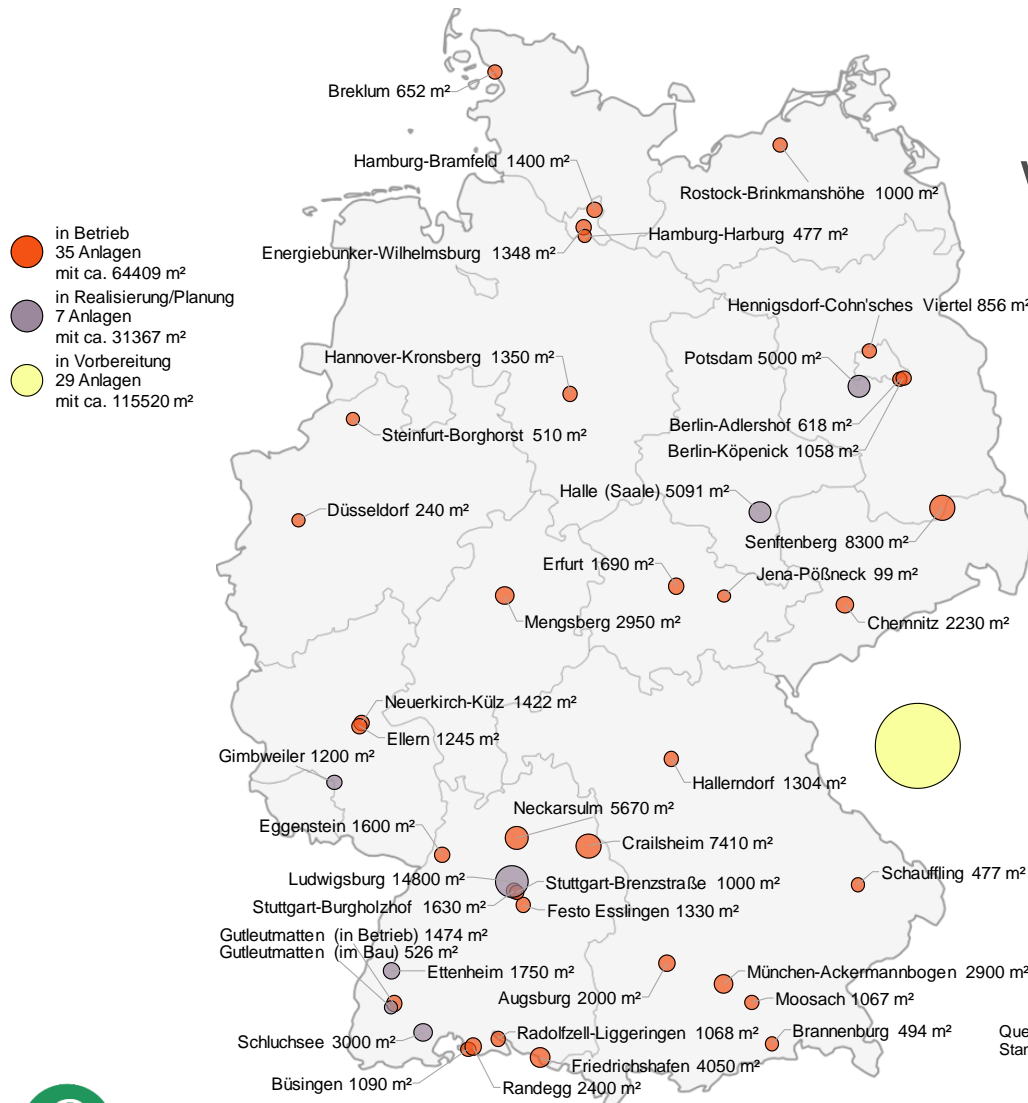 Breklum 652 m²
Hamburg-Bramfeld 1400 m²
Rostock-Brinkmanshöhe 1000 m²
Energiebunker-Wilhelmsburg 1348 m²
Hamburg-Harburg 477 m²
in Betrieb
35 Anlagen
mit ca. 64409 m²
in Realisierung/Planung
7 Anlagen
mit ca. 31367 m²
in Vorbereitung
29 Anlagen
mit ca. 115520 m²
Hennigsdorf-Cohn'sches Viertel 856 m²
Hannover-Kronsberg 1350 m²
Potsdam 5000 m²
Steinfurt-Borghorst 510 m²
Berlin-Adlershof 618 m²
Berlin-Köpenick 1058 m²
Halle (Saale) 5091 m²
Düsseldorf 240 m²
Senftenberg 8300 m²
Erfurt 1690 m²
Jena-Pößneck 99 m²
Mengsberg 2950 m²
Chemnitz 2230 m²
Neuerkirch-Külz 1422 m²
Ellern 1245 m²
Gimbweiler 1200 m²
Hallerndorf 1304 m²
Neckarsulm 5670 m²
Eggenstein 1600 m²
Crailsheim 7410 m²
Ludwigsburg 14800 m²
Stuttgart-Brenzstraße 1000 m²
Schauffling 477 m²
Stuttgart-Burgholzhof 1630 m²
Festo Esslingen 1330 m²
Gutleutmatten (in Betrieb) 1474 m²
Gutleutmatten (im Bau) 526 m²
Ettenheim 1750 m²
München-Ackermannbogen 2900 m²
Augsburg 2000 m²
Moosach 1067 m²
Schluchsee 3000 m²
Radolfzell-Liggeringen 1068 m²
Brannenburg 494 m²
Friedrichshafen 4050 m²
Büsingen 1090 m²
Randegg 2400 m²
Que
Stan